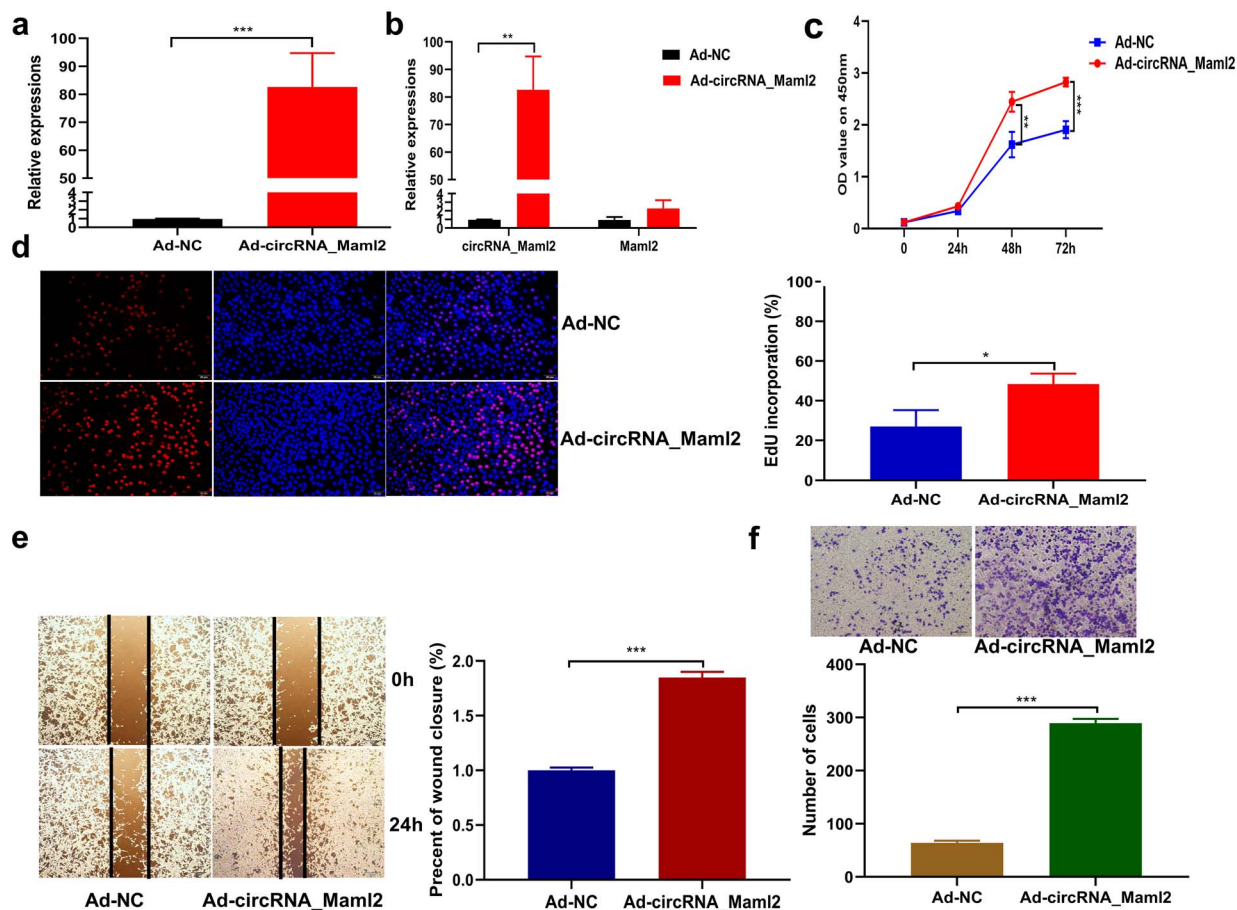 a
***
Relative expressions
100
90
80
70
60
50
4
3
2
1
0
Ad-NC
Ad-circRNA_Maml2
b
**
Ad-NC
Ad-circRNA_Maml2
Relative expressions
100
90
80
70
60
50
4
3
2
1
0
circRNA_Maml2
Maml2
c
Ad-NC
Ad-circRNA_Maml2
OD value on 450nm
4
3
2
1
0
**
***
0
24h
48h
72h
d
Ad-NC
Ad-circRNA_Maml2
EdU incorporation (%)
100
80
60
40
20
0
*
Ad-NC
Ad-circRNA_Maml2
e
0h
24h
Ad-NC
Ad-circRNA_Maml2
Precent of wound closure (%)
2.0
1.5
1.0
0.5
0.0
***
Ad-NC
Ad-circRNA_Maml2
f
Ad-NC
Ad-circRNA_Maml2
Number of cells
400
300
200
100
0
***
Ad-NC
Ad-circRNA_Maml2